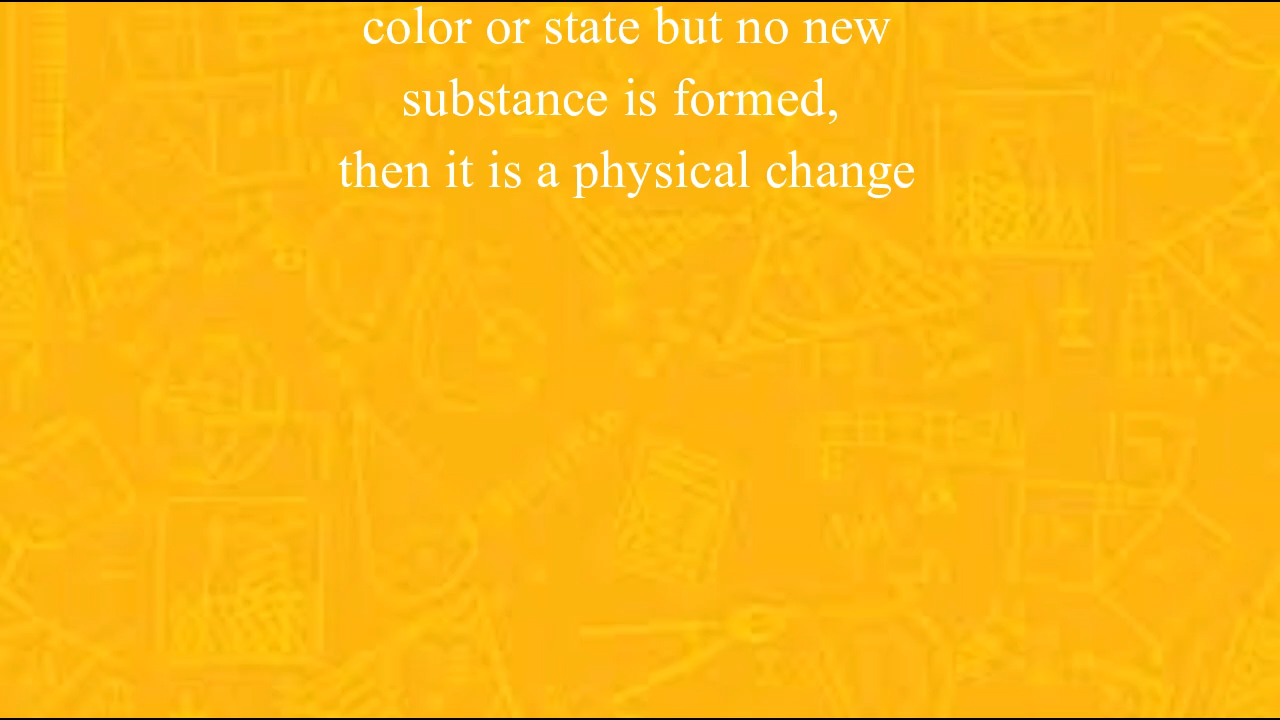 color or state but no new
substance is formed,
then it is a physical change